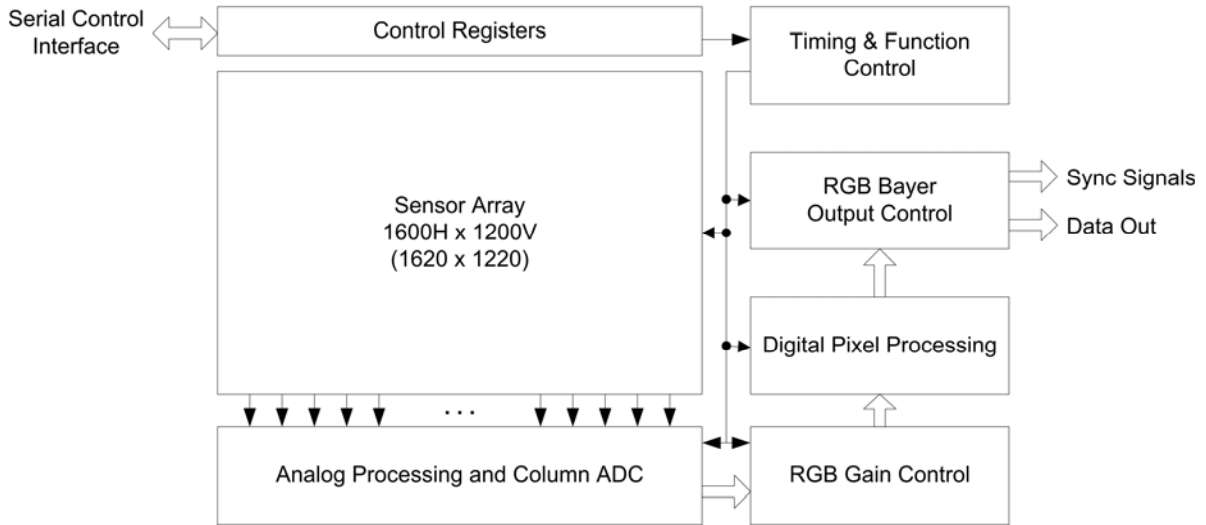 Serial Control
Interface
Control Registers
Timing & Function
Control
Sensor Array
1600H x 1200V
(1620 x 1220)
RGB Bayer
Output Control
Sync Signals
Data Out
Digital Pixel Processing
. . .
Analog Processing and Column ADC
RGB Gain Control